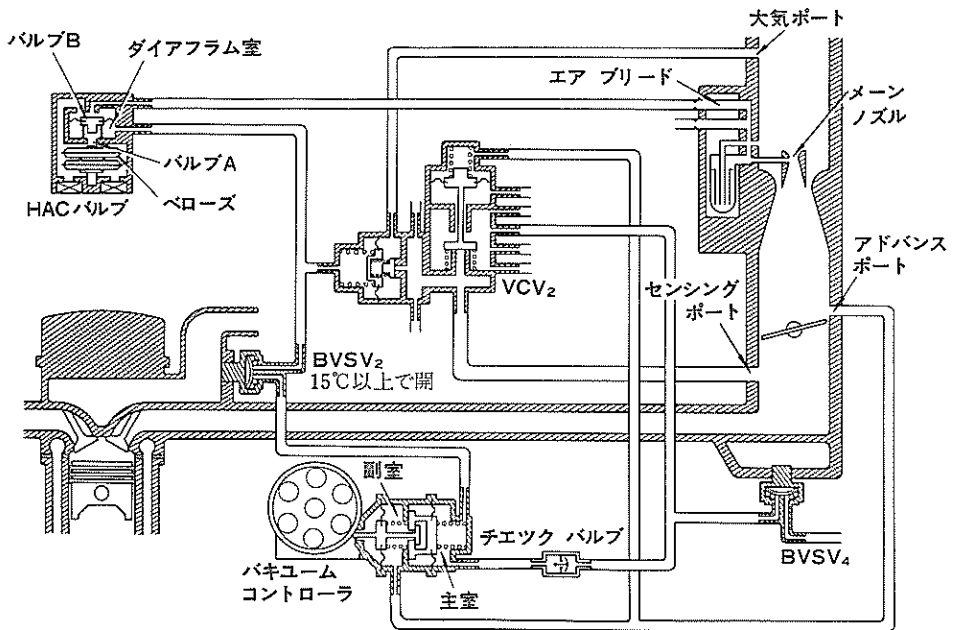 大気ポート
バルブB
ダイアフラム室
エア ブリード
メーン
ノズル
バルブA
ベローズ
HACバルブ
アドバンス
ポート
VCV2
センシング
ポート
BVSV2
15℃以上で開
副室
チエツク バルブ
BVSV4
バキユーム
コントローラ
主室